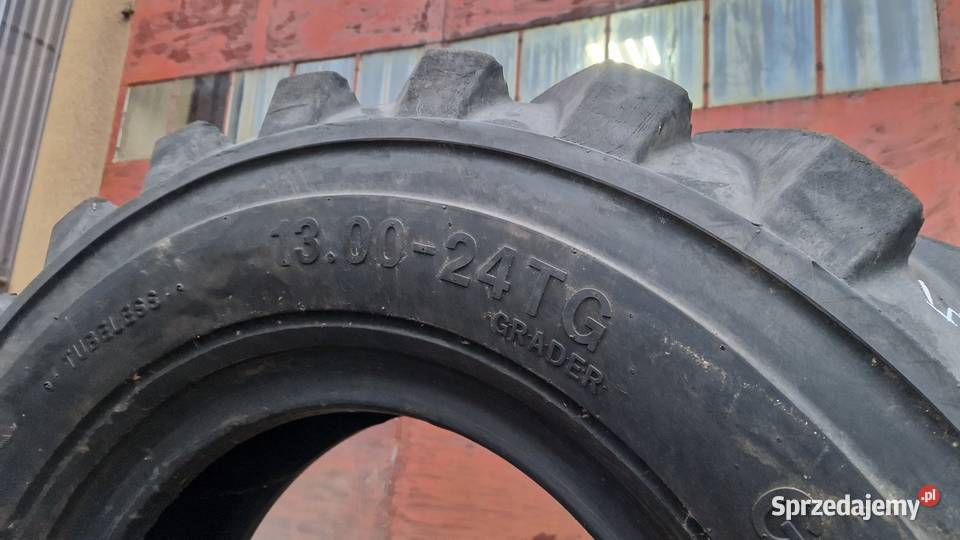 13.00-24TG
GRADER
TUBELESS
G
Sprzedajemy.pl